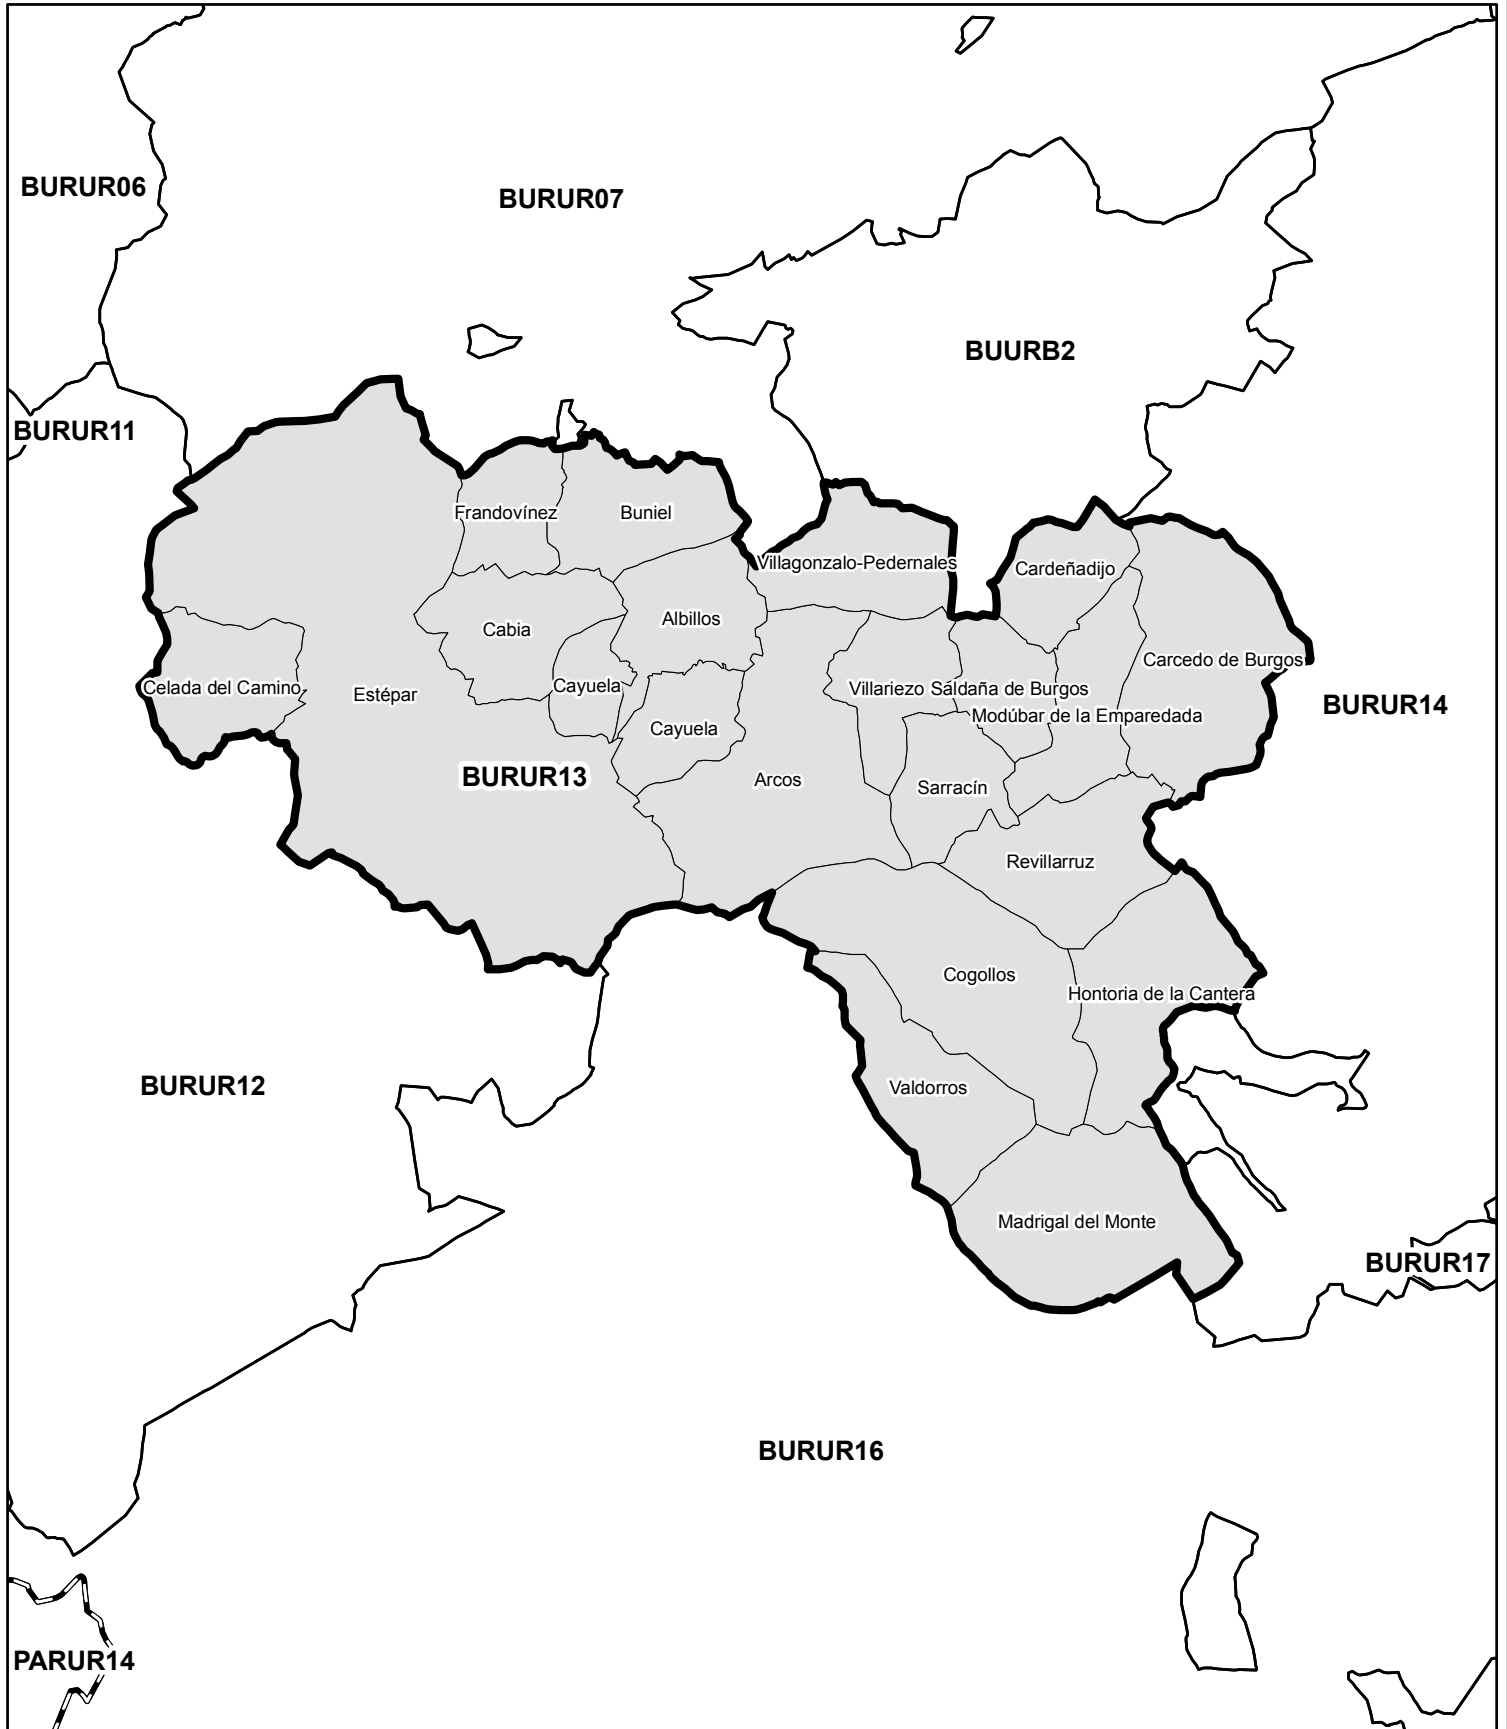 BURUR06
BURUR07
BUURB2
BURUR11
Frandovínez
Buniel
Villagonzalo-Pedernales
Cardeñadijo
Cabia
Albillos
Carcedo de Burgos
Celada del Camino
Estépar
Cayuela
Villariezo
Saldaña de Burgos
BURUR14
Modúbar de la Emparedada
Cayuela
BURUR13
Arcos
Sarracín
Revillarruz
Cogollos
Hontoria de la Cantera
BURUR12
Valdorros
Madrigal del Monte
BURUR17
BURUR16
PARUR14